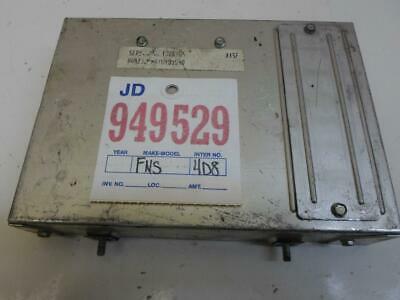 JD
949529
YEAR MAKE-MODEL INTER NO.
FNS 4D8
INV. NO. LOC. AMT.